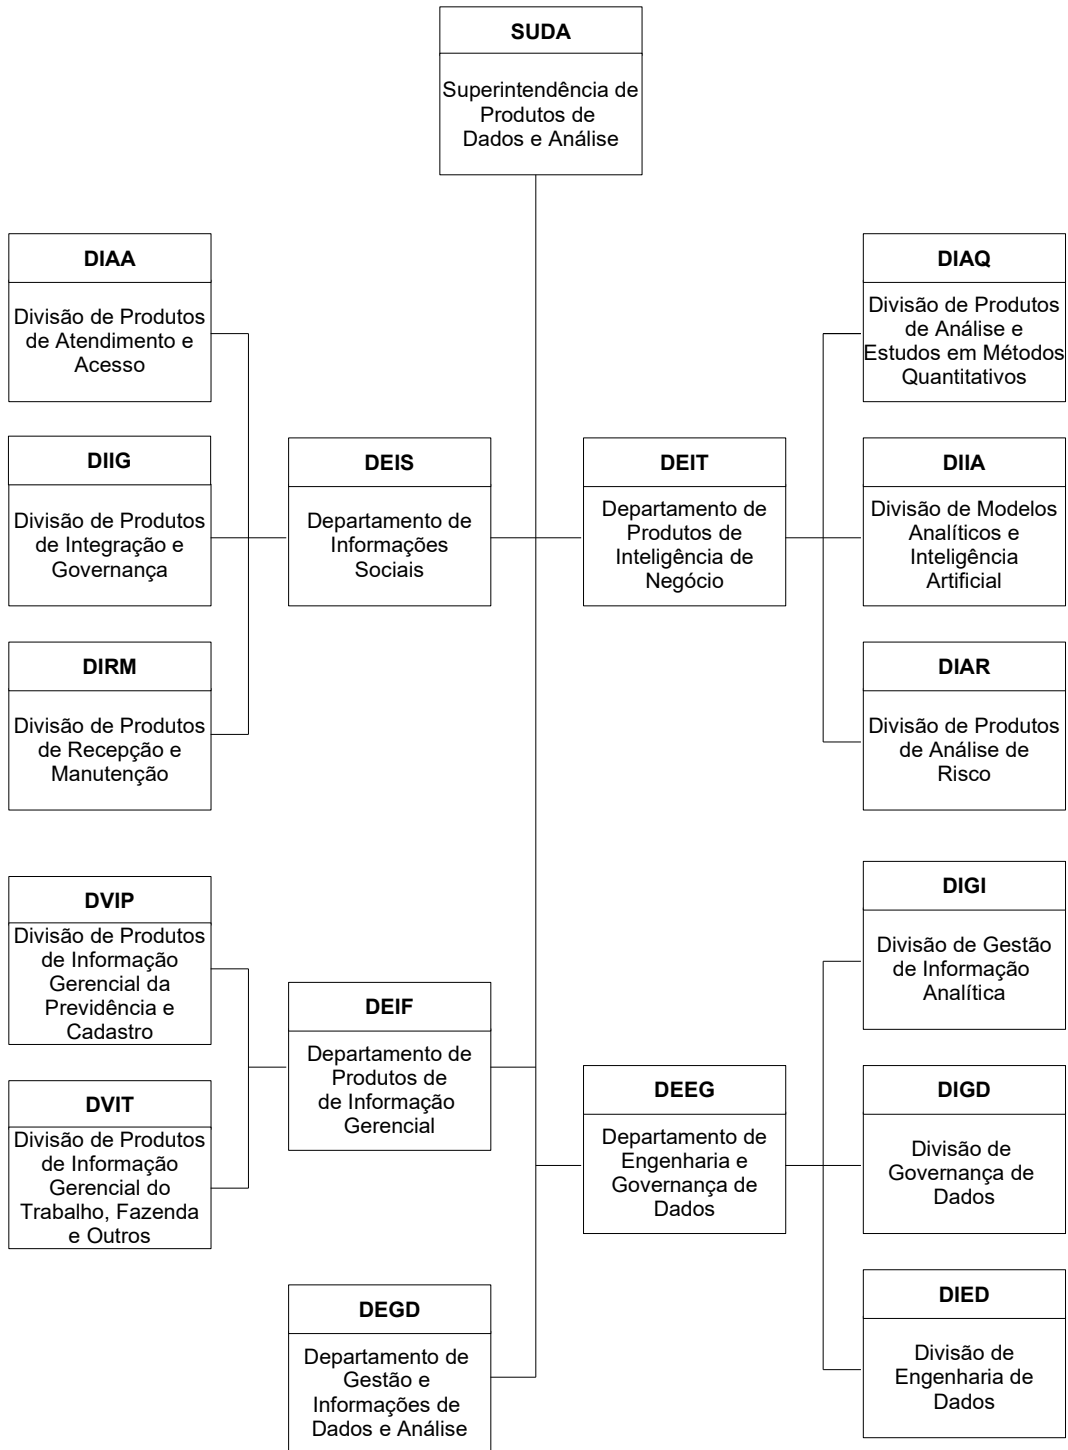 SUDA
Superintendência de
Produtos de
Dados e Análise
DIAA
Divisão de Produtos
de Atendimento e
Acesso
DIAQ
Divisão de Produtos
de Análise e
Estudos em Métodos
Quantitativos
DIIG
Divisão de Produtos
de Integração e
Governança
DEIS
Departamento de
Informações
Sociais
DEIT
Departamento de
Produtos de
Inteligência de
Negócio
DIIA
Divisão de Modelos
Analíticos e
Inteligência
Artificial
DIRM
Divisão de Produtos
de Recepção e
Manutenção
DIAR
Divisão de Produtos
de Análise de
Risco
DVIP
Divisão de Produtos
de Informação
Gerencial da
Previdência e
Cadastro
DIGI
Divisão de Gestão
de Informação
Analítica
DEIF
Departamento de
Produtos de
de Informação
Gerencial
DVIT
Divisão de Produtos
de Informação
Gerencial do
Trabalho, Fazenda
e Outros
DEEG
Departamento de
Engenharia e
Governança de
Dados
DIGD
Divisão de
Governança de
Dados
DEGD
Departamento de
Gestão e
Informações de
Dados e Análise
DIED
Divisão de
Engenharia de
Dados